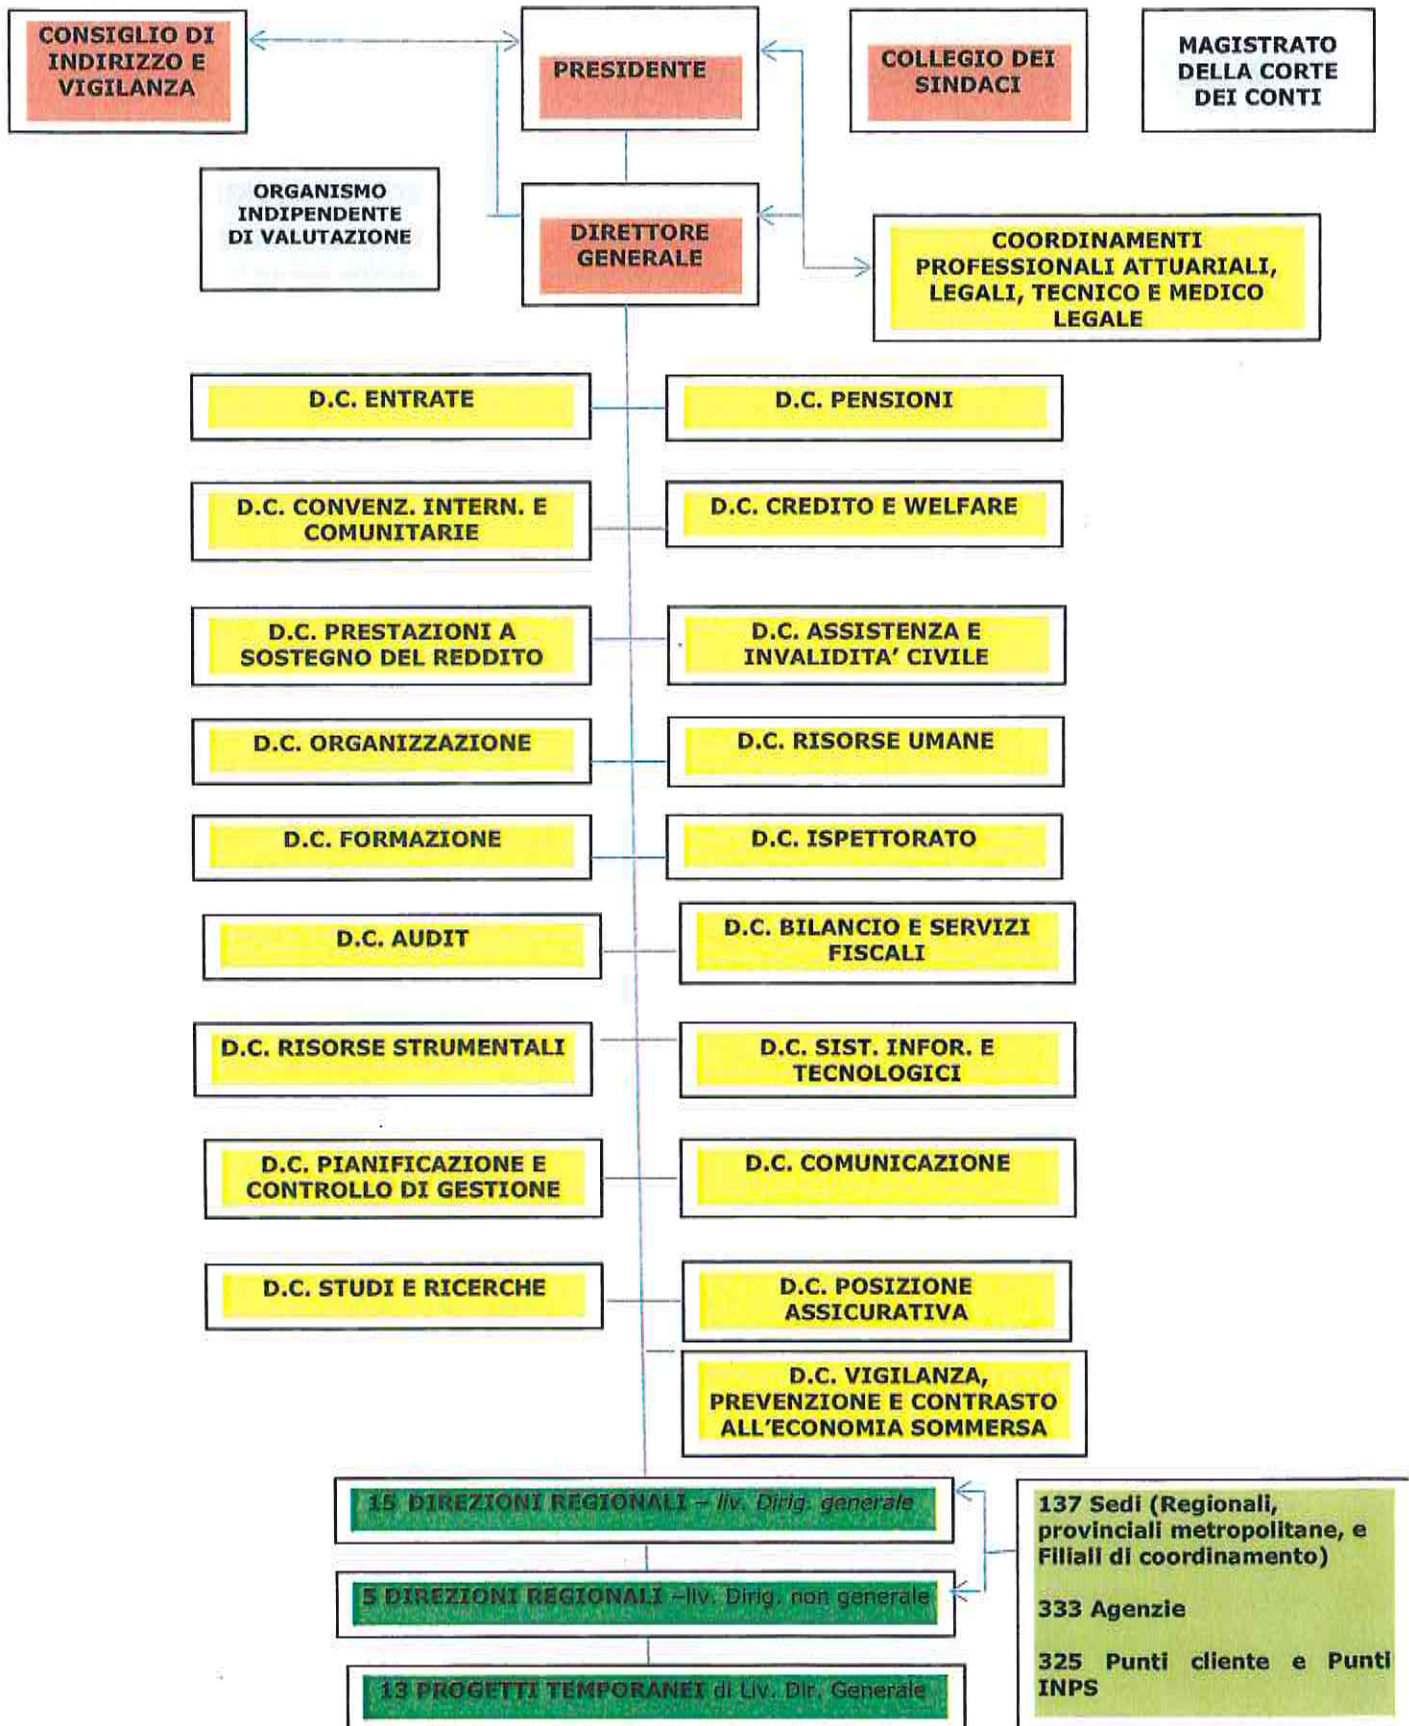 CONSIGLIO DI
INDIRIZZO E
VIGILANZA
PRESIDENTE
COLLEGIO DEI
SINDACI
MAGISTRATO
DELLA CORTE
DEI CONTI
ORGANISMO
INDIPENDENTE
DI VALUTAZIONE
DIRETTORE
GENERALE
COORDINAMENTI
PROFESSIONALI ATTUARIALI,
LEGALI, TECNICO E MEDICO
LEGALE
D.C. ENTRATE
D.C. PENSIONI
D.C. CONVENZ. INTERN. E
COMUNITARIE
D.C. CREDITO E WELFARE
D.C. PRESTAZIONI A
SOSTEGNO DEL REDDITO
D.C. ASSISTENZA E
INVALIDITA’ CIVILE
D.C. ORGANIZZAZIONE
D.C. RISORSE UMANE
D.C. FORMAZIONE
D.C. ISPETTORATO
D.C. AUDIT
D.C. BILANCIO E SERVIZI
FISCALI
D.C. RISORSE STRUMENTALI
D.C. SIST. INFOR. E
TECNOLOGICI
D.C. PIANIFICAZIONE E
CONTROLLO DI GESTIONE
D.C. COMUNICAZIONE
D.C. STUDI E RICERCHE
D.C. POSIZIONE
ASSICURATIVA
D.C. VIGILANZA,
PREVENZIONE E CONTRASTO
ALL’ECONOMIA SOMMERSA
15 DIREZIONI REGIONALI – liv. Dirig. generale
5 DIREZIONI REGIONALI –liv. Dirig. non generale
13 PROGETTI TEMPORANEI di Liv. Dir. Generale
137 Sedi (Regionali,
provinciali metropolitane, e
Filiali di coordinamento)
333 Agenzie
325 Punti cliente e Punti
INPS